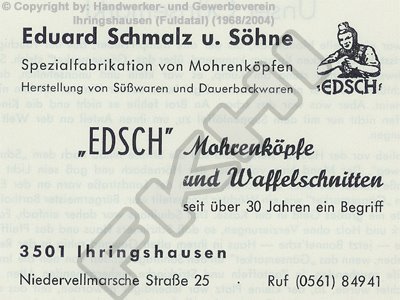 © Copyright by: Handwerker- und Gewerbeverein
Ihringshausen (Fuldatal) (1968/2004)
Eduard Schmalz u. Söhne
Spezialfabrikation von Mohrenköpfen
Herstellung von Süßwaren und Dauerbackwaren
"EDSCH"
„EDSCH” Mohrenköpfe
und Waffelschnitten
seit über 30 Jahren ein Begriff
3501 Ihringshausen
Niedervellmarsche Straße 25 · Ruf (0561) 84941
FKHI